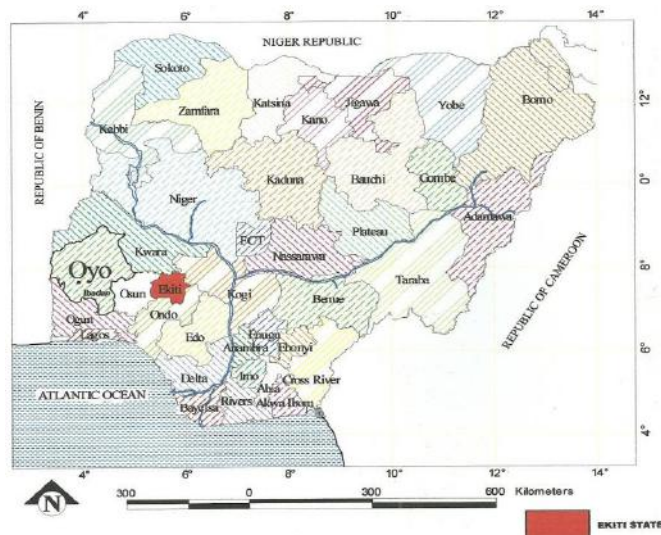 4° 6° 8° 10° 12° 14°
NIGER REPUBLIC
Sokoto
Zamfara
Katsina
Kano
Jigawa
Yobe
Borno
12°
Kebbi
REPUBLIC OF BENIN
Kaduna
Bauchi
Gombe
0°
Niger
Adamawa
FCT
Plateau
Kwara
Nassarawa
Oyo
Ibadan
Osun
Ekiti
Kogi
Taraba
8°
Benue
REPUBLIC OF CAMEROON
Ondo
Ogun
Lagos
Edo
Enugu
Anambra
Ebonyi
6°
Delta
Imo
Cross River
Abia
ATLANTIC OCEAN
Bayelsa
Rivers
Akwa Ibom
4°
4° 6° 8° 10° 12° 14°
N
300 0 300 600 Kilometers
EKITI STATE